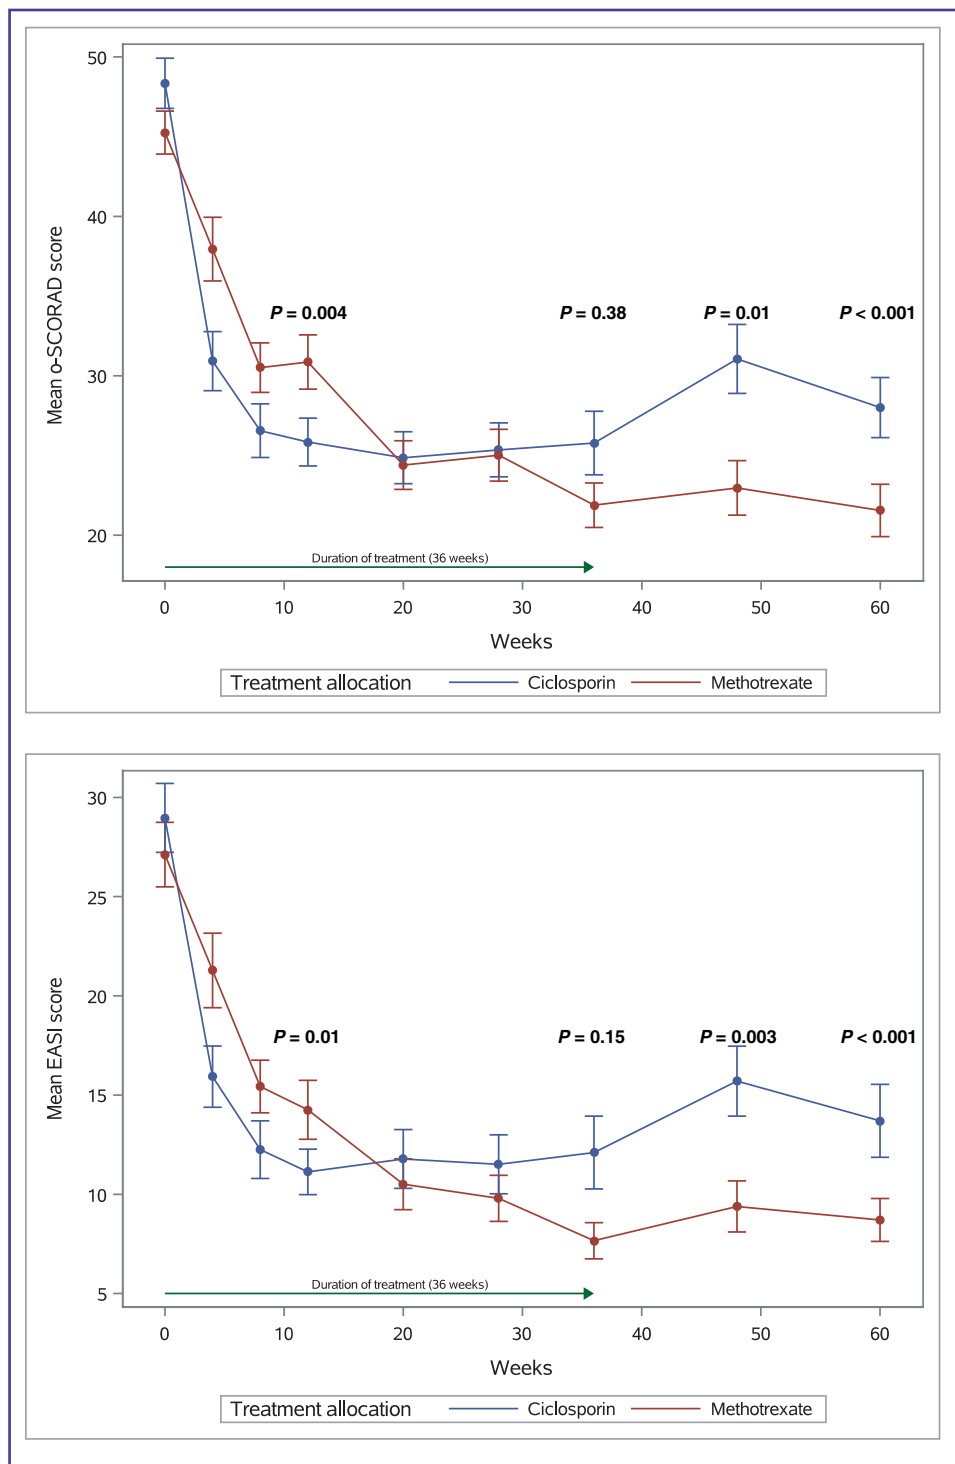 50
40
30
20
Mean o-SCORAD score
P = 0.004
P = 0.38
P = 0.01
P < 0.001
Duration of treatment (36 weeks)
0 10 20 30 40 50 60
Weeks
Treatment allocation Ciclosporin Methotrexate
30
25
20
15
10
5
Mean EASI score
P = 0.01
P = 0.15
P = 0.003
P < 0.001
Duration of treatment (36 weeks)
0 10 20 30 40 50 60
Weeks
Treatment allocation Ciclosporin Methotrexate